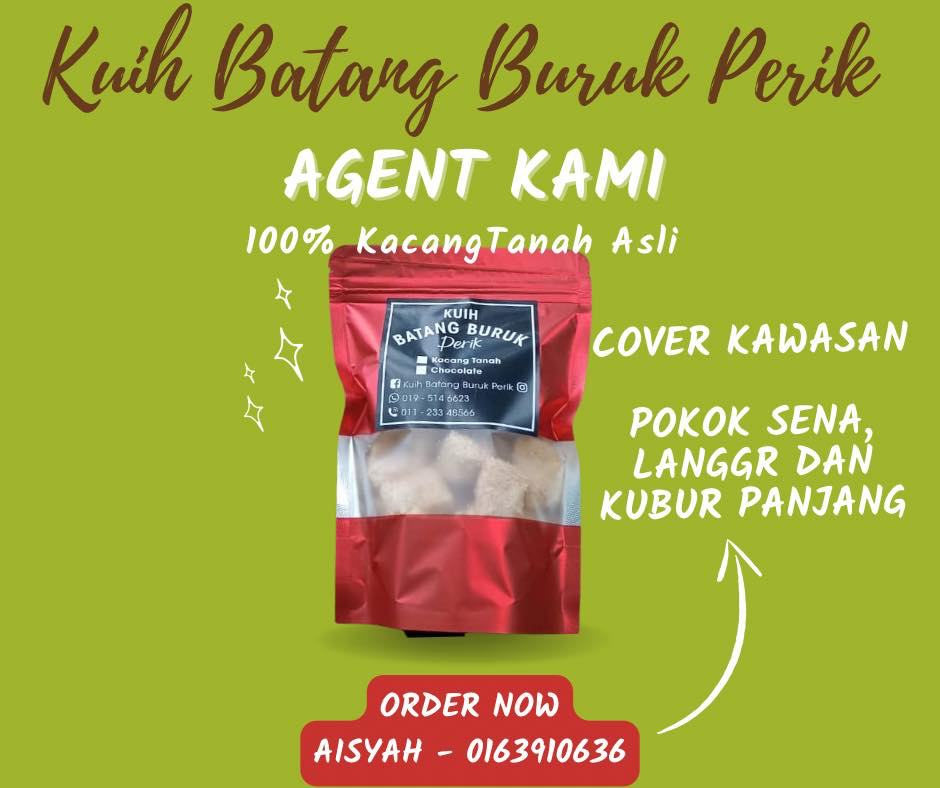 Kuih Batang Buruk Perik
AGENT KAMI
100% KacangTanah Asli
KUIH
BATANG BURUK
Perik
Kacang Tanah
Chocolate
Kuih Batang Buruk Perik
019 - 514 6623
011 - 233 48566
COVER KAWASAN
POKOK SENA,
LANGGR DAN
KUBUR PANJANG
ORDER NOW
AISYAH - 0163910636